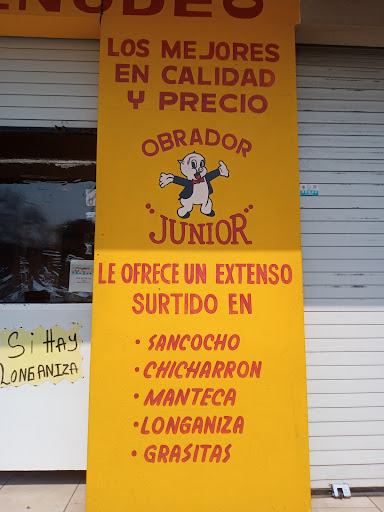 MENUDEO
LOS MEJORES
EN CALIDAD
Y PRECIO
OBRADOR
"JUNIOR"
LE OFRECE UN EXTENSO
SURTIDO EN
• SANCOCHO
• CHICHARRON
• MANTECA
• LONGANIZA
• GRASITAS
Si HAY
LONGANIZA